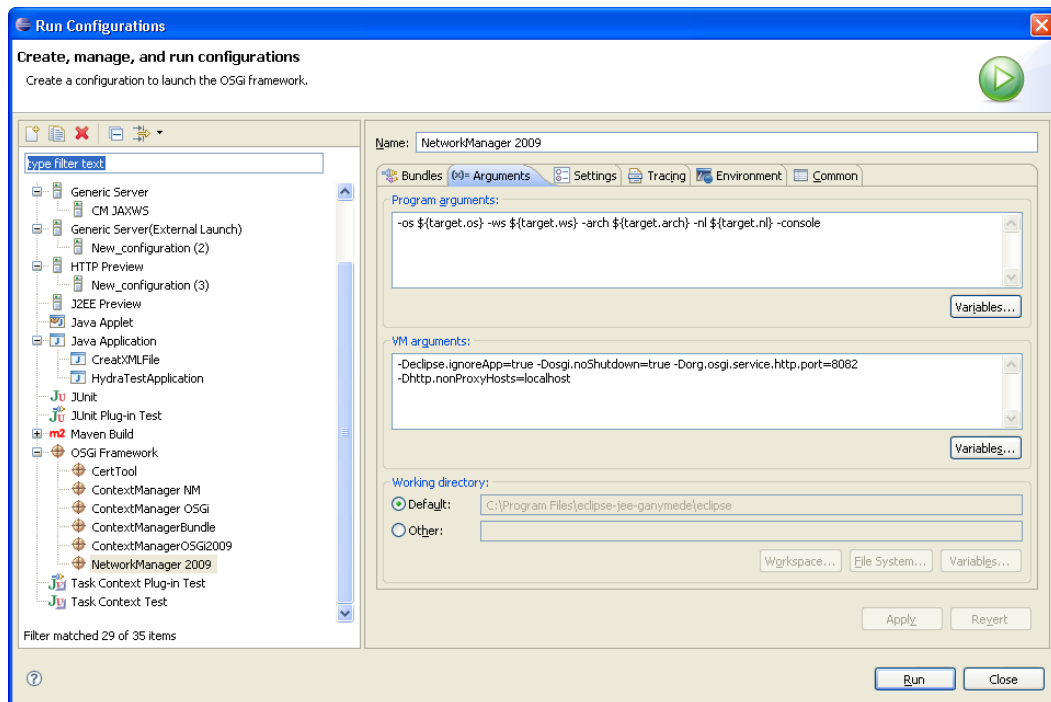 Run Configurations
Create, manage, and run configurations
Create a configuration to launch the OSGi framework.
type filter text
Generic Server
CM JAXWS
Generic Server(External Launch)
New_configuration (2)
HTTP Preview
New_configuration (3)
J2EE Preview
Java Applet
Java Application
CreatXMLFile
HydraTestApplication
JUnit
JUnit Plug-in Test
Maven Build
OSGi Framework
CertTool
ContextManager NM
ContextManager OSGi
ContextManagerBundle
ContextManagerOSGi2009
NetworkManager 2009
Task Context Plug-in Test
Task Context Test
Filter matched 29 of 35 items
Name: NetworkManager 2009
Bundles (x)= Arguments Settings Tracing Environment Common
Program arguments:
-os ${target.os} -ws ${target.ws} -arch ${target.arch} -nl ${target.nl} -console
Variables...
VM arguments:
-Declipse.ignoreApp=true -Dosgi.noShutdown=true -Dorg.osgi.service.http.port=8082
-Dhttp.nonProxyHosts=localhost
Variables...
Working directory:
Default: C:\Program Files\eclipse-jee-ganymede\eclipse
Other:
Workspace... File System... Variables...
Apply Revert
Run Close